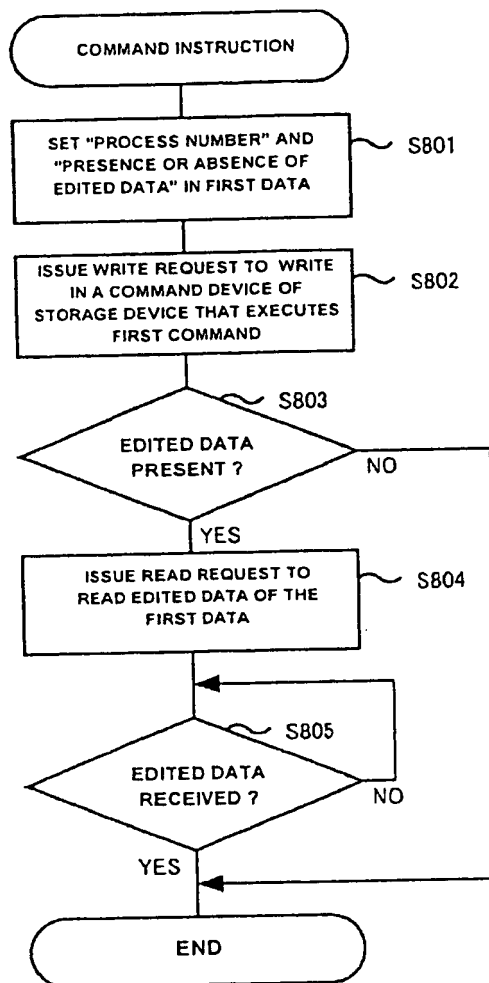 COMMAND INSTRUCTION
SET "PROCESS NUMBER" AND
"PRESENCE OR ABSENCE OF
EDITED DATA" IN FIRST DATA
S801
ISSUE WRITE REQUEST TO WRITE
IN A COMMAND DEVICE OF
STORAGE DEVICE THAT EXECUTES
FIRST COMMAND
S802
S803
EDITED DATA
PRESENT ?
NO
YES
ISSUE READ REQUEST TO
READ EDITED DATA OF THE
FIRST DATA
S804
S805
EDITED DATA
RECEIVED ?
NO
YES
END